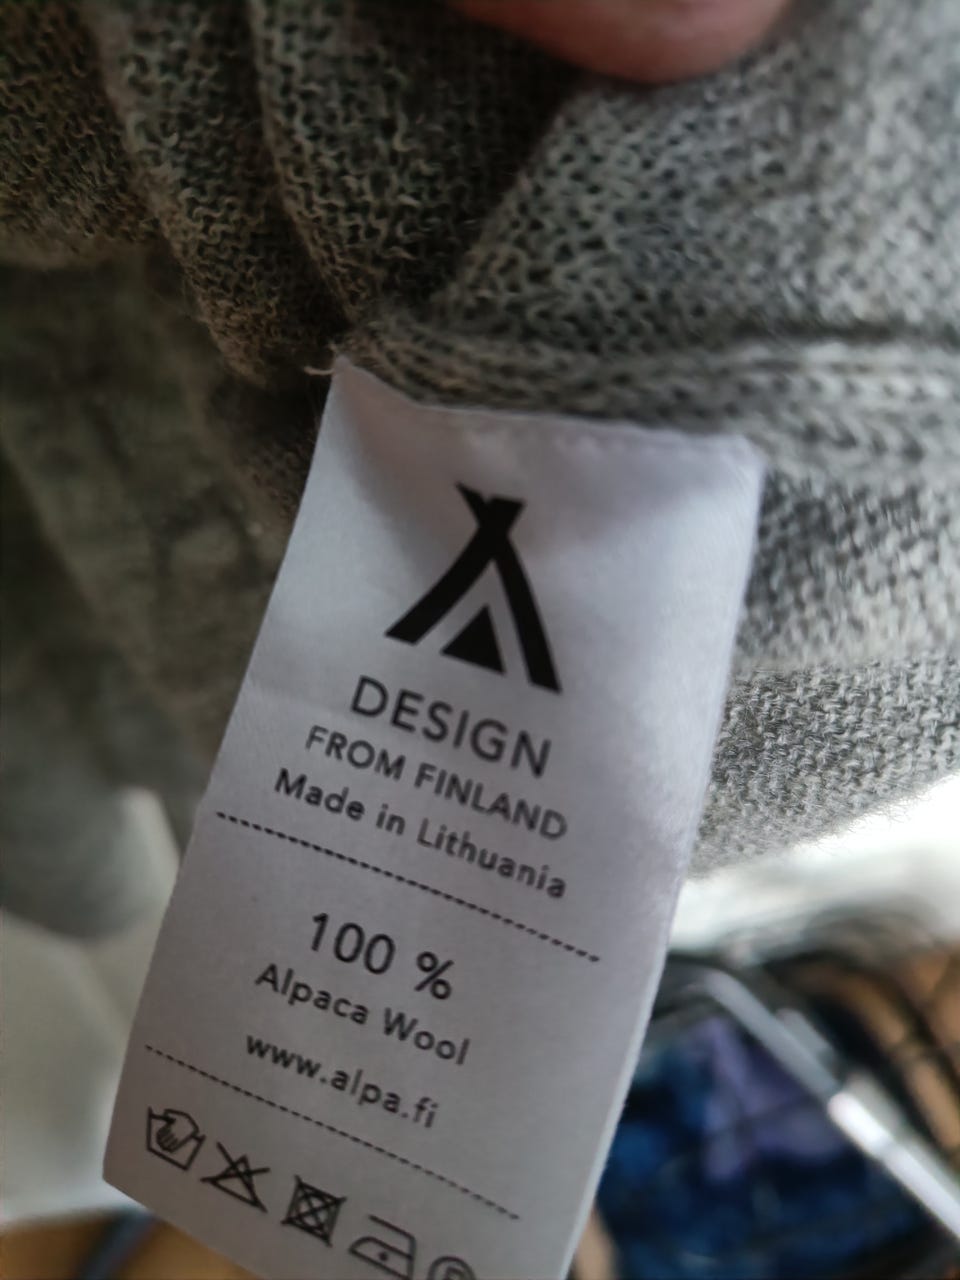 DESIGN
FROM FINLAND
Made in Lithuania
100 %
Alpaca Wool
www.alpa.fi